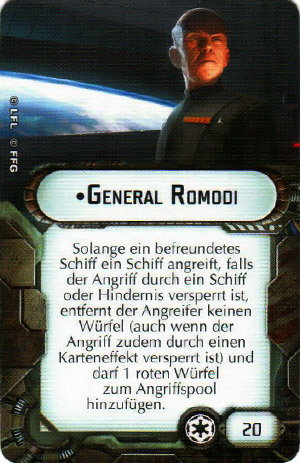 © LFL © FFG
•General Romodi
Solange ein befreundetes
Schiff ein Schiff angreift, falls
der Angriff durch ein Schiff
oder Hindernis versperrt ist,
entfernt der Angreifer keinen
Würfel (auch wenn der
Angriff zudem durch einen
Karteneffekt versperrt ist) und
darf 1 roten Würfel
zum Angriffspool
hinzufügen.
20